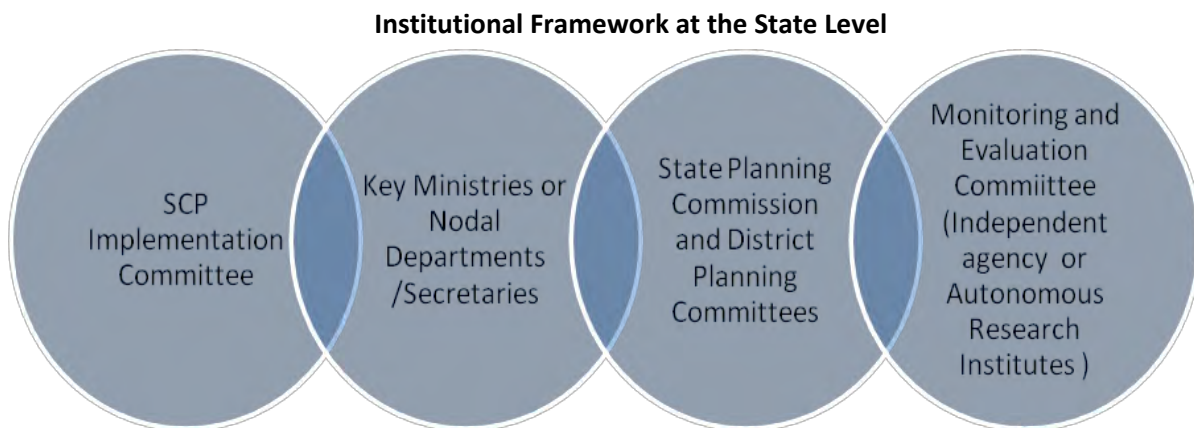 Institutional Framework at the State Level
SCP
Implementation
Committee
Key Ministries or
Nodal
Departments
/Secretaries
State Planning
Commission
and District
Planning
Committees
Monitoring and
Evaluation
Commiittee
(Independent
agency or
Autonomous
Research
Institutes )